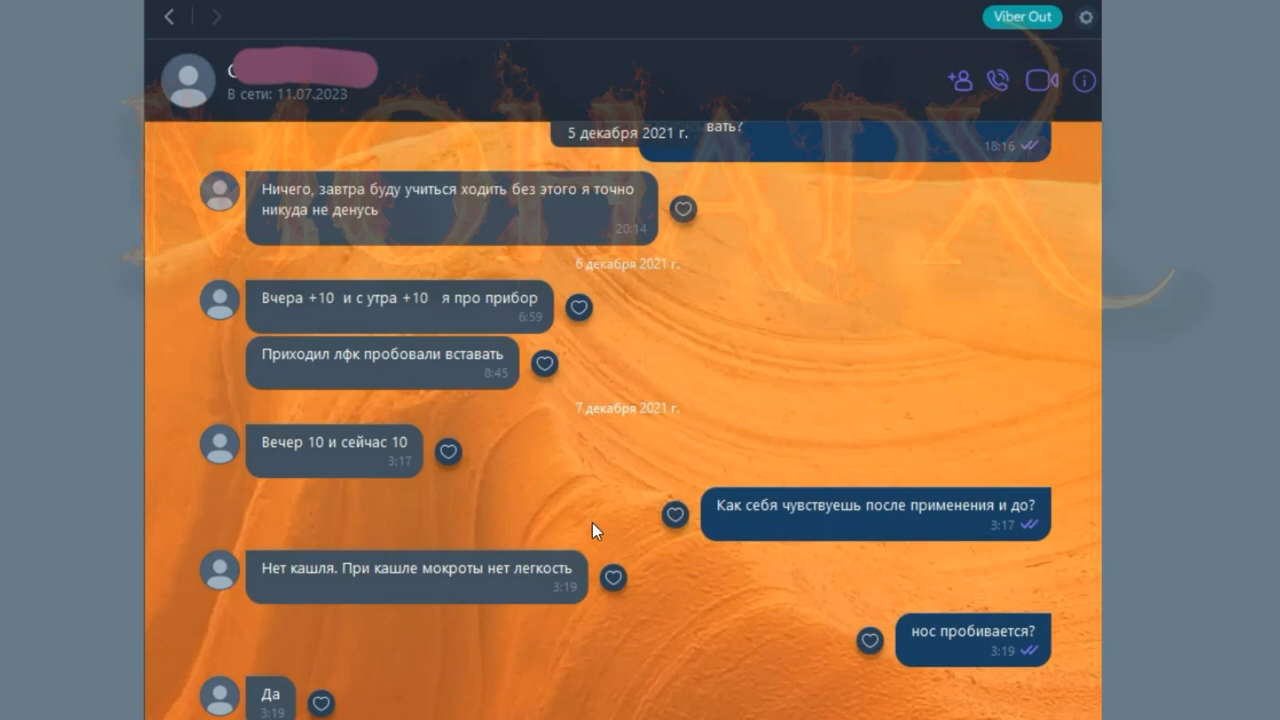 Viber Out
В сети: 11.07.2023
5 декабря 2021 г.
вать?
18:16
Ничего, завтра буду учиться ходить без этого я точно
никуда не денусь
20:14
6 декабря 2021 г.
Вчера +10 и с утра +10 я про прибор
6:59
Приходил лфк пробовали вставать
8:45
7 декабря 2021 г.
Вечер 10 и сейчас 10
3:17
Как себя чувствуешь после применения и до?
3:17
Нет кашля. При кашле мокроты нет легкость
3:19
нос пробивается?
3:19
Да
3:19